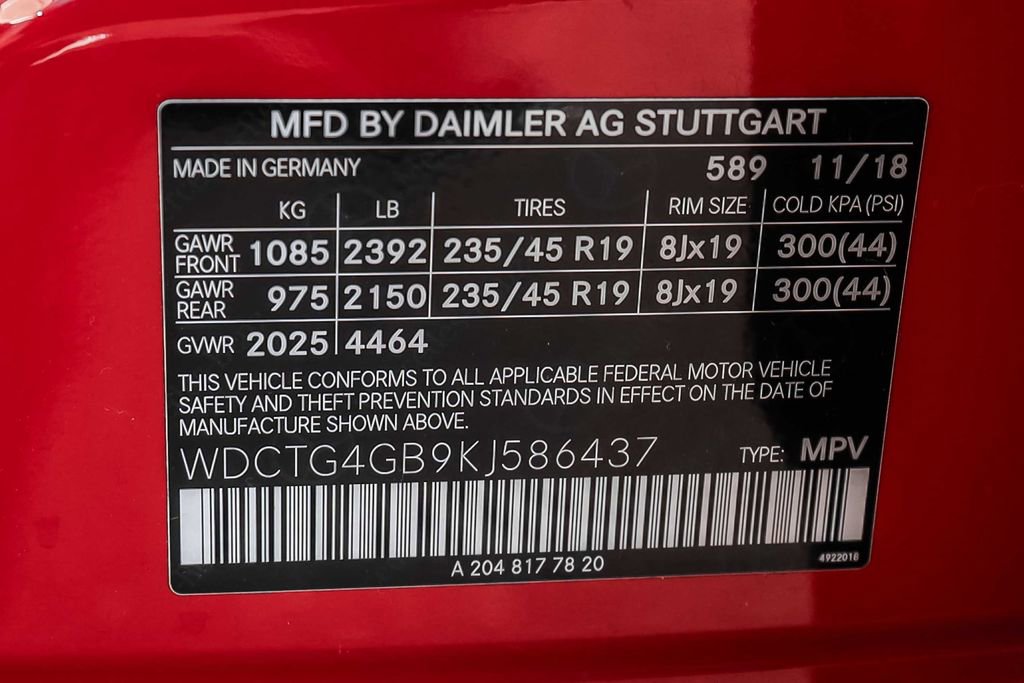 MFD BY DAIMLER AG STUTTGART
MADE IN GERMANY 589 11/18
KG LB TIRES RIM SIZE COLD KPA (PSI)
GAWR FRONT 1085 2392 235/45 R19 8Jx19 300(44)
GAWR REAR 975 2150 235/45 R19 8Jx19 300(44)
GVWR 2025 4464
THIS VEHICLE CONFORMS TO ALL APPLICABLE FEDERAL MOTOR VEHICLE
SAFETY AND THEFT PREVENTION STANDARDS IN EFFECT ON THE DATE OF
MANUFACTURE SHOWN ABOVE.
WDCTG4GB9KJ586437 TYPE: MPV
A 204 817 78 20 4922018